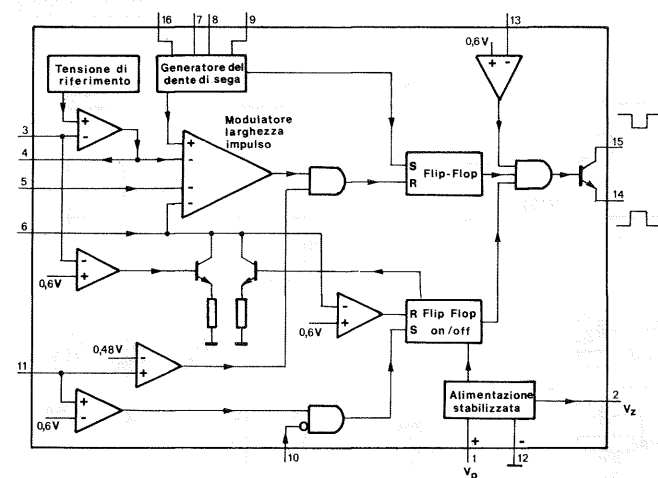 16 7 8 9 13
0,6V + -
Tensione di
riferimento
Generatore del
dente di sega
+
-
Modulatore
larghezza
impulso
3
4
5
6
+
-
-
-
S
R
Flip-Flop
15
14
-
+
0,6V
-
+
0,6V
R
S
Flip Flop
on/off
0,48V
-
+
11
+
-
0,6V
Alimentazione
stabilizzata
2
Vz
10
+
-
1
12
Vp